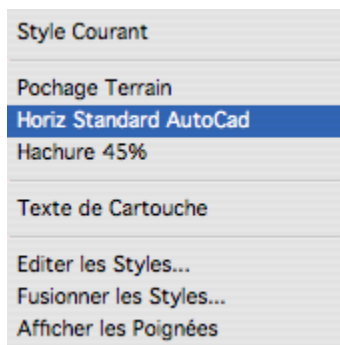 Style Courant
Pochage Terrain
Horiz Standard AutoCad
Hachure 45%
Texte de Cartouche
Editer les Styles...
Fusionner les Styles...
Afficher les Poignées